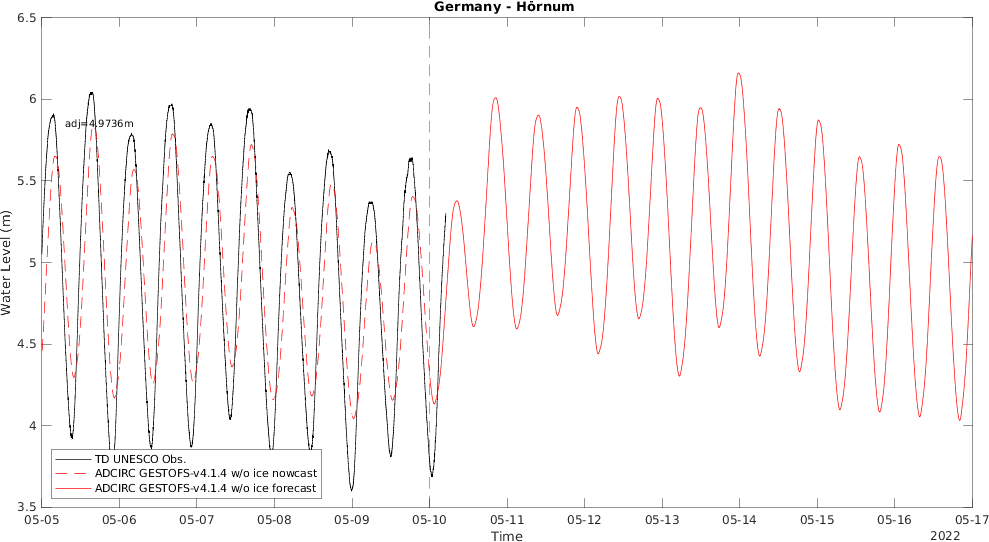 Germany - Hörnum
Water Level (m)
6.5
6
5.5
5
4.5
4
3.5
adj=4.9736m
TD UNESCO Obs.
ADCIRC GESTOFS-v4.1.4 w/o ice nowcast
ADCIRC GESTOFS-v4.1.4 w/o ice forecast
05-05 05-06 05-07 05-08 05-09 05-10 05-11 05-12 05-13 05-14 05-15 05-16 05-17
Time
2022